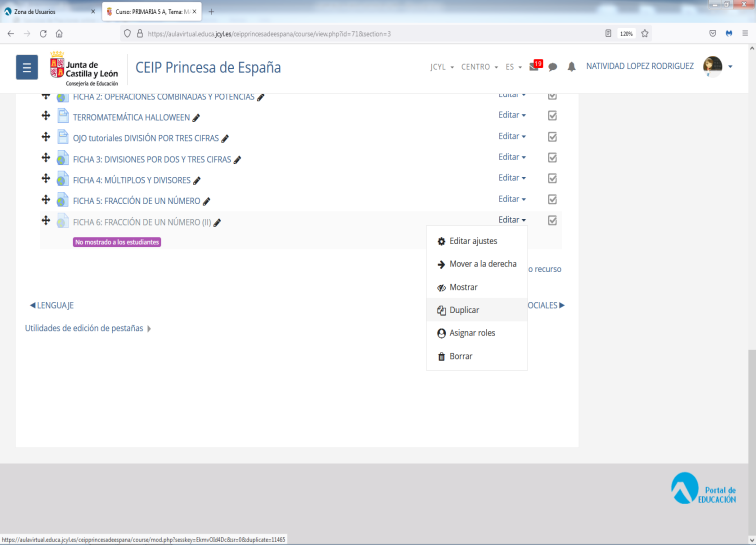 Zona de Usuarios × Curso: PRIMARIA 5 A, Tema: M × +
https://aulavirtual.educa.jcyl.es/ceipprincesadeespana/course/view.php?id=71&section=3 120%
Junta de
Castilla y León
Consejería de Educación
CEIP Princesa de España
JCYL CENTRO ES 19 NATIVIDAD LOPEZ RODRIGUEZ
FICHA 2: OPERACIONES COMBINADAS Y POTENCIAS Editar
TERROMATEMÁTICA HALLOWEEN Editar
OJO tutoriales DIVISIÓN POR TRES CIFRAS Editar
FICHA 3: DIVISIONES POR DOS Y TRES CIFRAS Editar
FICHA 4: MÚLTIPLOS Y DIVISORES Editar
FICHA 5: FRACCIÓN DE UN NÚMERO Editar
FICHA 6: FRACCIÓN DE UN NÚMERO (II) Editar
No mostrado a los estudiantes
Editar ajustes
Mover a la derecha
o recurso
Mostrar
◀LENGUAJE
OCIALES▶
Duplicar
Utilidades de edición de pestañas
Asignar roles
Borrar
Portal de
EDUCACIÓN